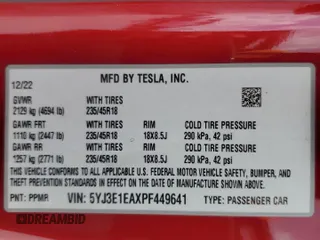 MFD BY TESLA, INC.
12/22
GVWR WITH TIRES
2129 kg (4694 lb) 235/45R18
GAWR FRT WITH TIRES RIM COLD TIRE PRESSURE
1110 kg (2447 lb) 235/45R18 18X8.5J 290 kPa, 42 psi
GAWR RR WITH TIRES RIM COLD TIRE PRESSURE
1257 kg (2771 lb) 235/45R18 18X8.5J 290 kPa, 42 psi
THIS VEHICLE CONFORMS TO ALL APPLICABLE U.S. FEDERAL MOTOR VEHICLE SAFETY, BUMPER, AND
THEFT PREVENTION STANDARDS IN EFFECT ON THE DATE OF MANUFACTURE SHOWN ABOVE.
PNT: PPMR VIN: 5YJ3E1EAXPF449641 TYPE: PASSENGER CAR
DREAMBID